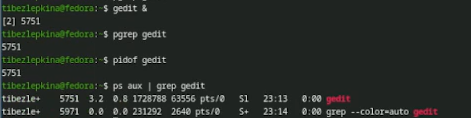 tibezlepkina@fedora:~$ gedit &
[2] 5751
tibezlepkina@fedora:~$ pgrep gedit
5751
tibezlepkina@fedora:~$ pidof gedit
5751
tibezlepkina@fedora:~$ ps aux | grep gedit
tibezle+ 5751 3.2 0.8 1728788 63556 pts/0 Sl 23:13 0:00 gedit
tibezle+ 5971 0.0 0.0 231292 2640 pts/0 S+ 23:14 0:00 grep --color=auto gedit